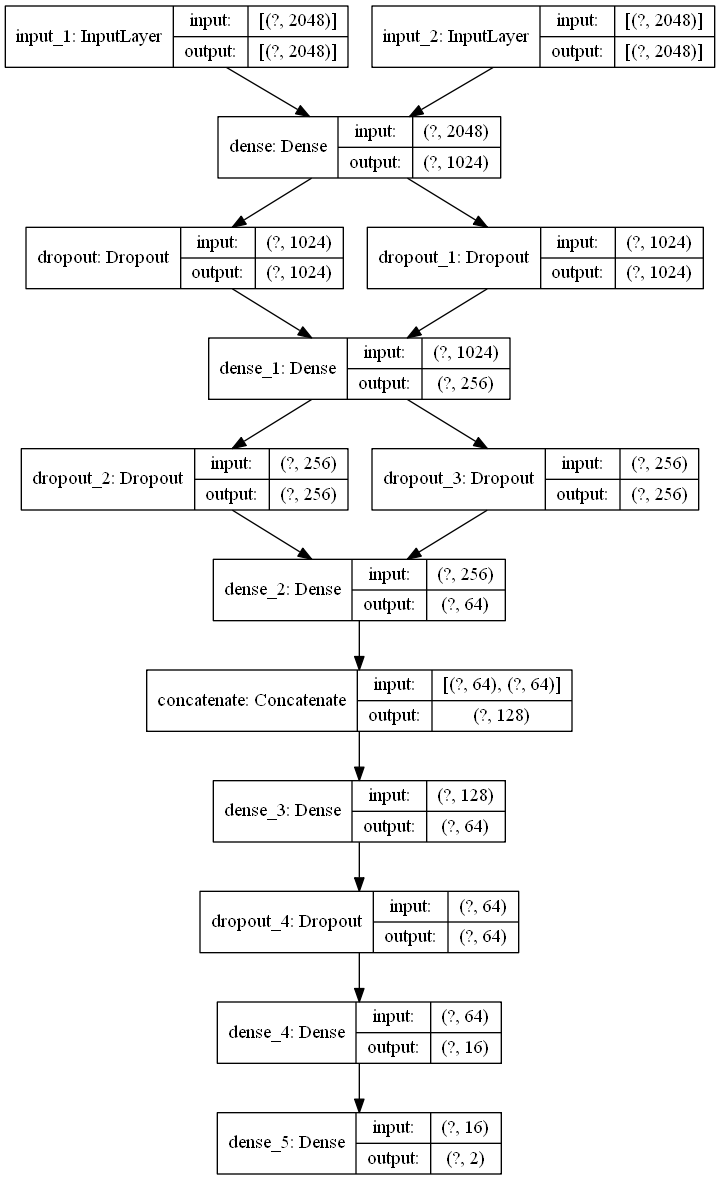 input_1: InputLayer input: [(?, 2048)] output: [(?, 2048)]
input_2: InputLayer input: [(?, 2048)] output: [(?, 2048)]
dense: Dense input: (?, 2048) output: (?, 1024)
dropout: Dropout input: (?, 1024) output: (?, 1024)
dropout_1: Dropout input: (?, 1024) output: (?, 1024)
dense_1: Dense input: (?, 1024) output: (?, 256)
dropout_2: Dropout input: (?, 256) output: (?, 256)
dropout_3: Dropout input: (?, 256) output: (?, 256)
dense_2: Dense input: (?, 256) output: (?, 64)
concatenate: Concatenate input: [(?, 64), (?, 64)] output: (?, 128)
dense_3: Dense input: (?, 128) output: (?, 64)
dropout_4: Dropout input: (?, 64) output: (?, 64)
dense_4: Dense input: (?, 64) output: (?, 16)
dense_5: Dense input: (?, 16) output: (?, 2)